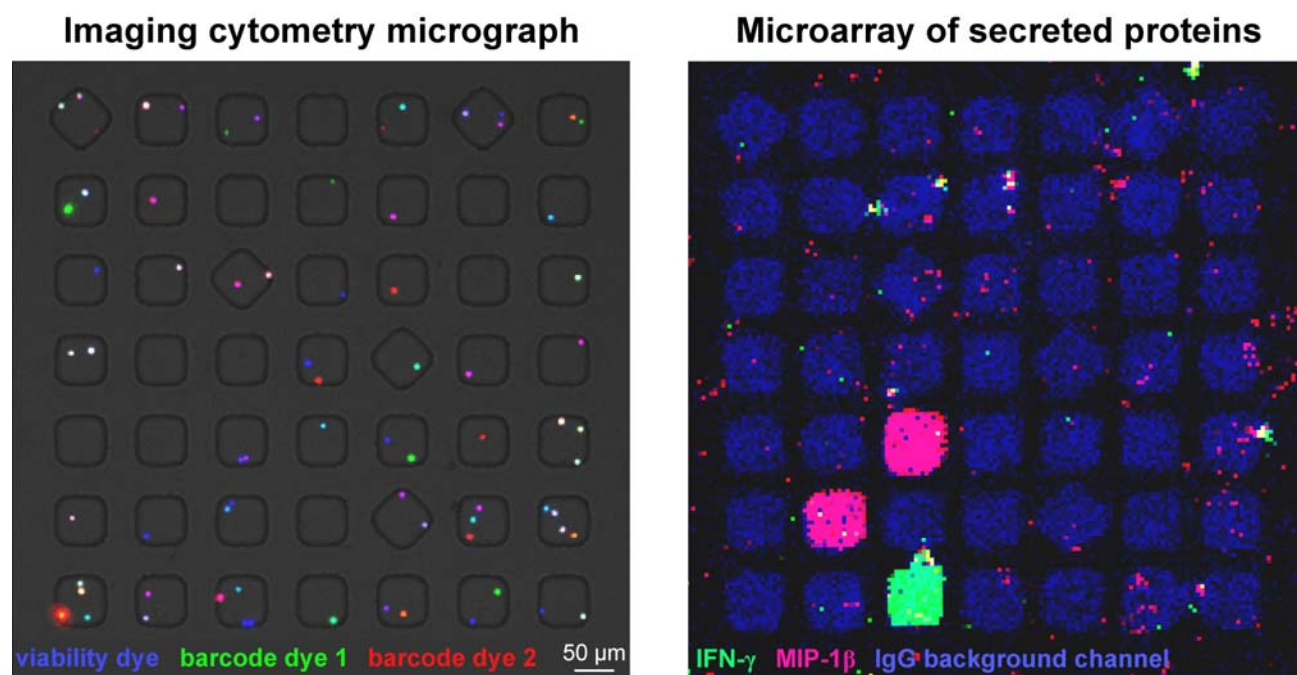 Imaging cytometry micrograph
Microarray of secreted proteins
viability dye barcode dye 1 barcode dye 2 50 μm
IFN-γ MIP-1β IgG background channel